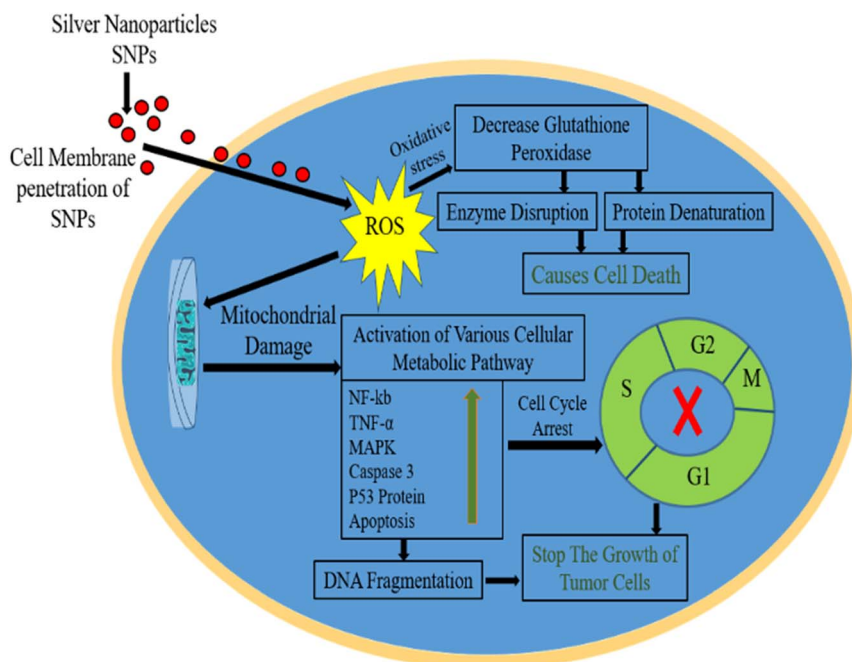 Silver Nanoparticles
SNPs
Cell Membrane
penetration of
SNPs
ROS
Oxidative
stress
Decrease Glutathione
Peroxidase
Enzyme Disruption
Protein Denaturation
Causes Cell Death
Mitochondrial
Damage
Activation of Various Cellular
Metabolic Pathway
NF-kb
TNF-α
MAPK
Caspase 3
P53 Protein
Apoptosis
Cell Cycle
Arrest
G2
S
M
G1
DNA Fragmentation
Stop The Growth of
Tumor Cells